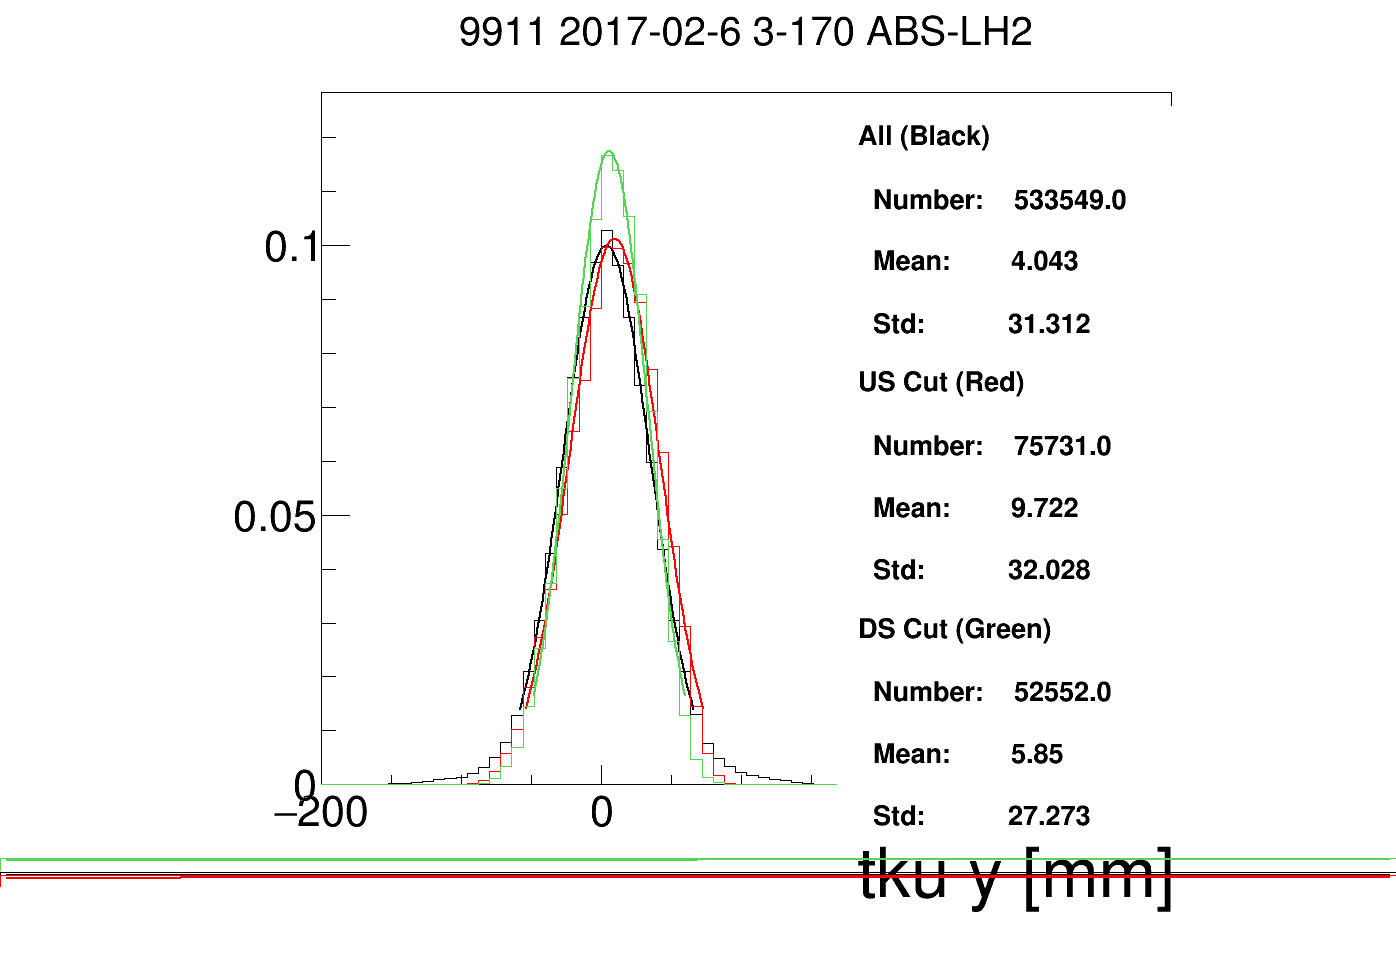 9911 2017-02-6 3-170 ABS-LH2
All (Black)
Number: 533549.0
Mean: 4.043
Std: 31.312
US Cut (Red)
Number: 75731.0
Mean: 9.722
Std: 32.028
DS Cut (Green)
Number: 52552.0
Mean: 5.85
Std: 27.273
0.1
0.05
0
−200 0
tku y [mm]